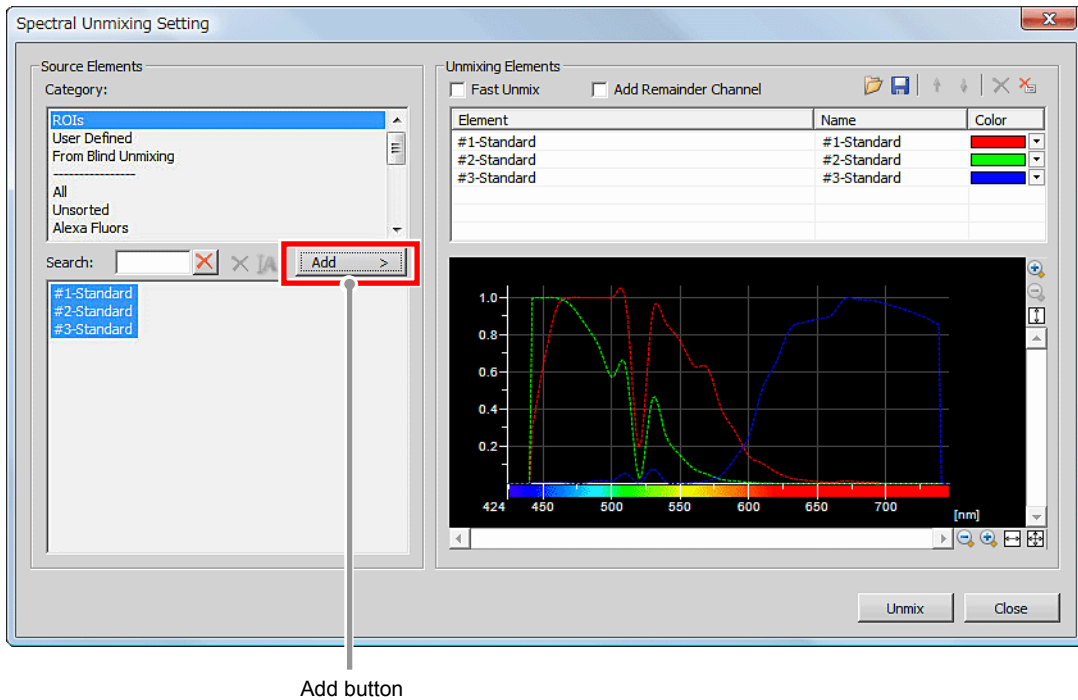 Spectral Unmixing Setting
Source Elements
Category:
ROIs
User Defined
From Blind Unmixing
----------------
All
Unsorted
Alexa Fluors
Search:
Add >
#1-Standard
#2-Standard
#3-Standard
Unmixing Elements
Fast Unmix Add Remainder Channel
Element Name Color
#1-Standard #1-Standard
#2-Standard #2-Standard
#3-Standard #3-Standard
1.0
0.8
0.6
0.4
0.2
424 450 500 550 600 650 700 [nm]
Unmix Close
Add button